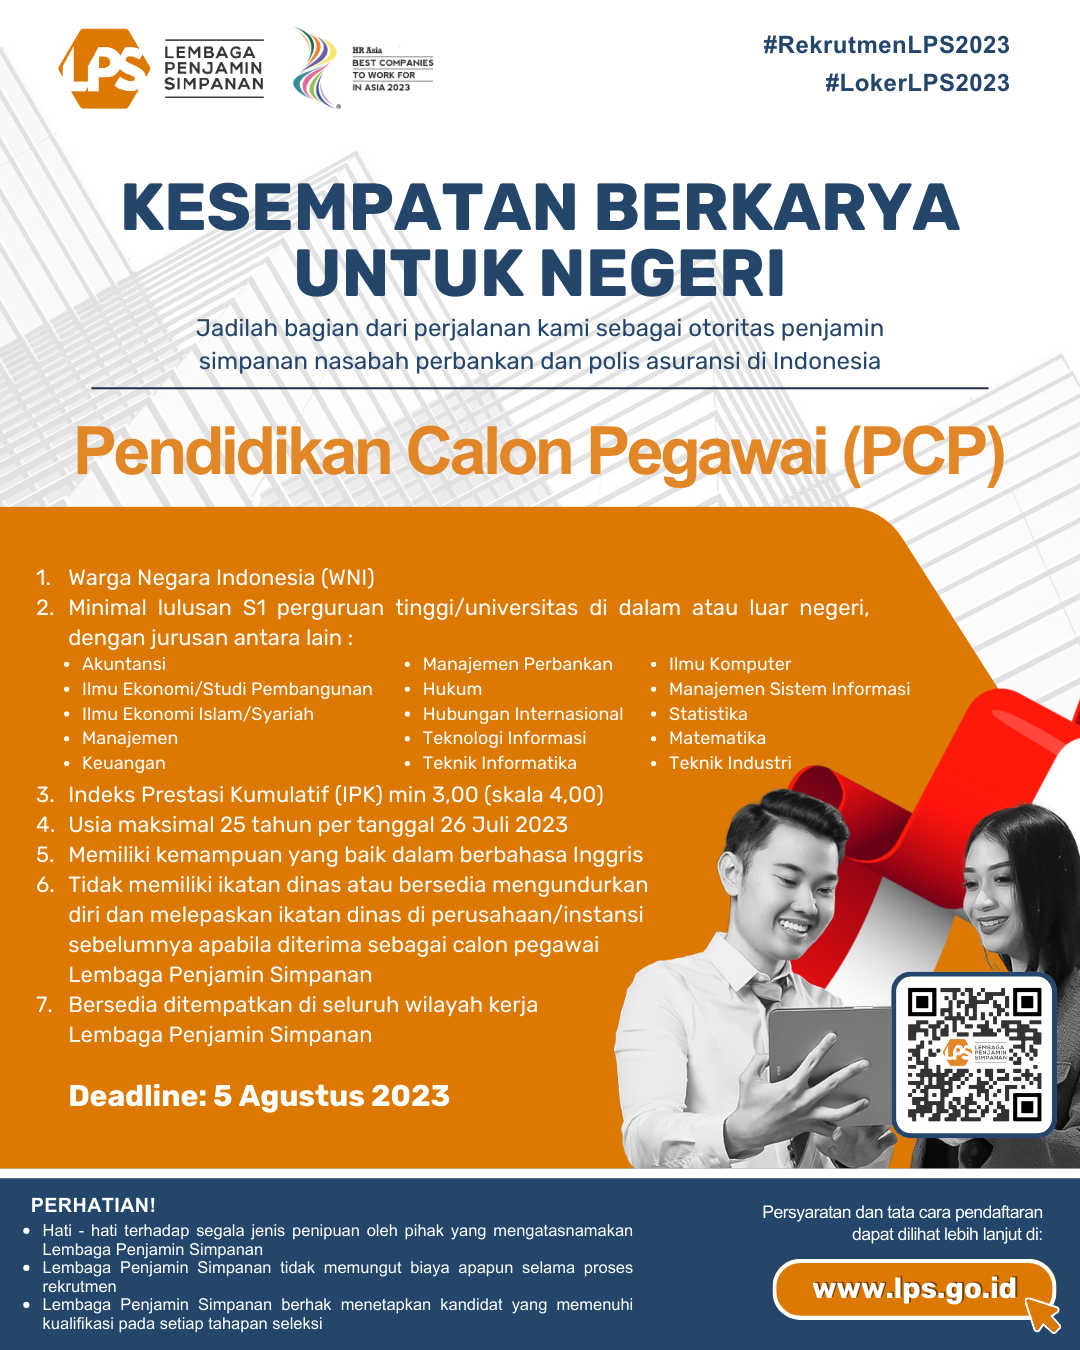 LPS
LEMBAGA
PENJAMIN
SIMPANAN
HR Asia
BEST COMPANIES
TO WORK FOR
IN ASIA 2023
#RekrutmenLPS2023
#LokerLPS2023
KESEMPATAN BERKARYA
UNTUK NEGERI
Jadilah bagian dari perjalanan kami sebagai otoritas penjamin
simpanan nasabah perbankan dan polis asuransi di Indonesia
Pendidikan Calon Pegawai (PCP)
1. Warga Negara Indonesia (WNI)
2. Minimal lulusan S1 perguruan tinggi/universitas di dalam atau luar negeri,
dengan jurusan antara lain :
• Akuntansi
• Ilmu Ekonomi/Studi Pembangunan
• Ilmu Ekonomi Islam/Syariah
• Manajemen
• Keuangan
• Manajemen Perbankan
• Hukum
• Hubungan Internasional
• Teknologi Informasi
• Teknik Informatika
• Ilmu Komputer
• Manajemen Sistem Informasi
• Statistika
• Matematika
• Teknik Industri
3. Indeks Prestasi Kumulatif (IPK) min 3,00 (skala 4,00)
4. Usia maksimal 25 tahun per tanggal 26 Juli 2023
5. Memiliki kemampuan yang baik dalam berbahasa Inggris
6. Tidak memiliki ikatan dinas atau bersedia mengundurkan
diri dan melepaskan ikatan dinas di perusahaan/instansi
sebelumnya apabila diterima sebagai calon pegawai
Lembaga Penjamin Simpanan
7. Bersedia ditempatkan di seluruh wilayah kerja
Lembaga Penjamin Simpanan
Deadline: 5 Agustus 2023
LPS
LEMBAGA
PENJAMIN
SIMPANAN
PERHATIAN!
• Hati - hati terhadap segala jenis penipuan oleh pihak yang mengatasnamakan
Lembaga Penjamin Simpanan
• Lembaga Penjamin Simpanan tidak memungut biaya apapun selama proses
rekrutmen
• Lembaga Penjamin Simpanan berhak menetapkan kandidat yang memenuhi
kualifikasi pada setiap tahapan seleksi
Persyaratan dan tata cara pendaftaran
dapat dilihat lebih lanjut di:
www.lps.go.id